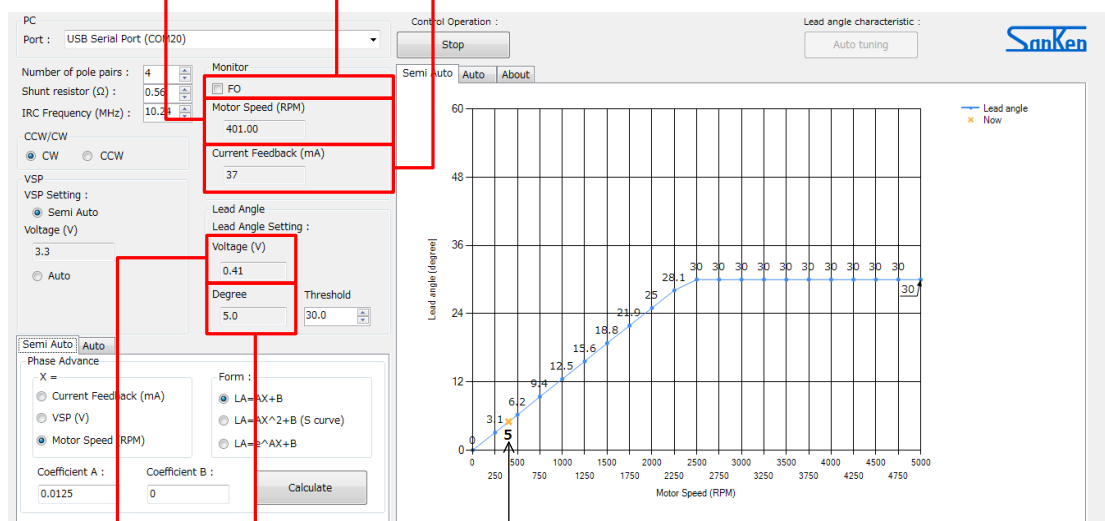 PC
Port : USB Serial Port (COM20)
Number of pole pairs : 4
Shunt resistor (Ω) : 0.56
IRC Frequency (MHz) : 10.24
CCW/CW
CW CCW
VSP
VSP Setting :
Semi Auto
Voltage (V)
3.3
Auto
Monitor
FO
Motor Speed (RPM)
401.00
Current Feedback (mA)
37
Lead Angle
Lead Angle Setting :
Voltage (V)
0.41
Degree Threshold
5.0 30.0
Semi Auto Auto
Phase Advance
X =
Current Feedback (mA)
VSP (V)
Motor Speed (RPM)
Form :
LA=AX+B
LA=AX^2+B (S curve)
LA=e^AX+B
Coefficient A : Coefficient B :
0.0125 0 Calculate
Control Operation :
Stop
Lead angle characteristic :
Auto tuning
SanKen
Semi Auto Auto About
Lead angle
Now
Lead angle (degree)
60
48
36
24
12
0
0 3.1 6.2 9.4 12.5 15.6 18.8 21.9 25 28.1 30 30 30 30 30 30 30 30 30 30 30
5
0 500 1000 1500 2000 2500 3000 3500 4000 4500 5000
250 750 1250 1750 2250 2750 3250 3750 4250 4750
Motor Speed (RPM)